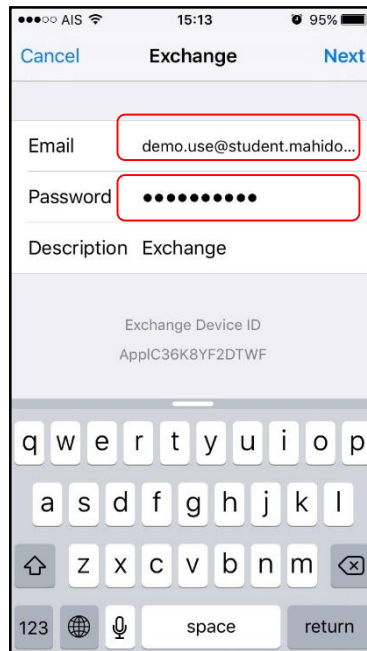 AIS 15:13 95%
Cancel Exchange Next
Email demo.use@student.mahido...
Password ●●●●●●●●●●
Description Exchange
Exchange Device ID
ApplC36K8YF2DTWF
q w e r t y u i o p
a s d f g h j k l
z x c v b n m
123 space return